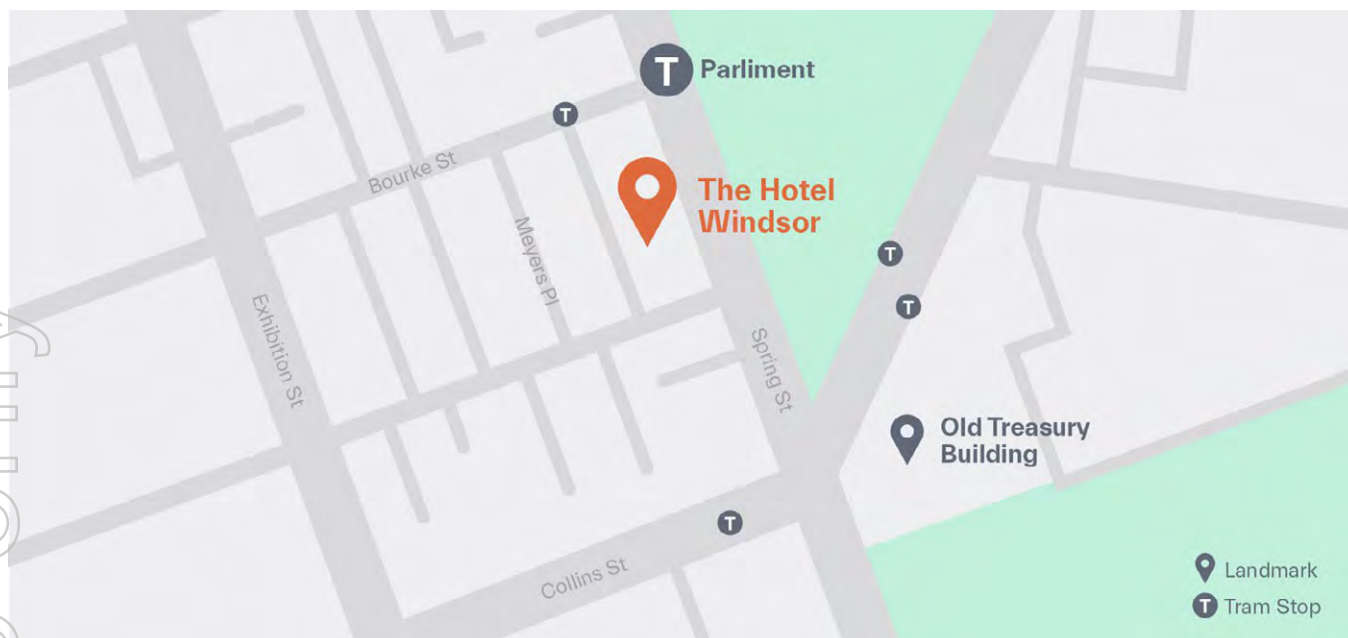 T Parliment
T
Bourke St
The Hotel
Windsor
Meyers Pl
T
T
Exhibition St
Spring St
Old Treasury
Building
T
Collins St
Landmark
T Tram Stop